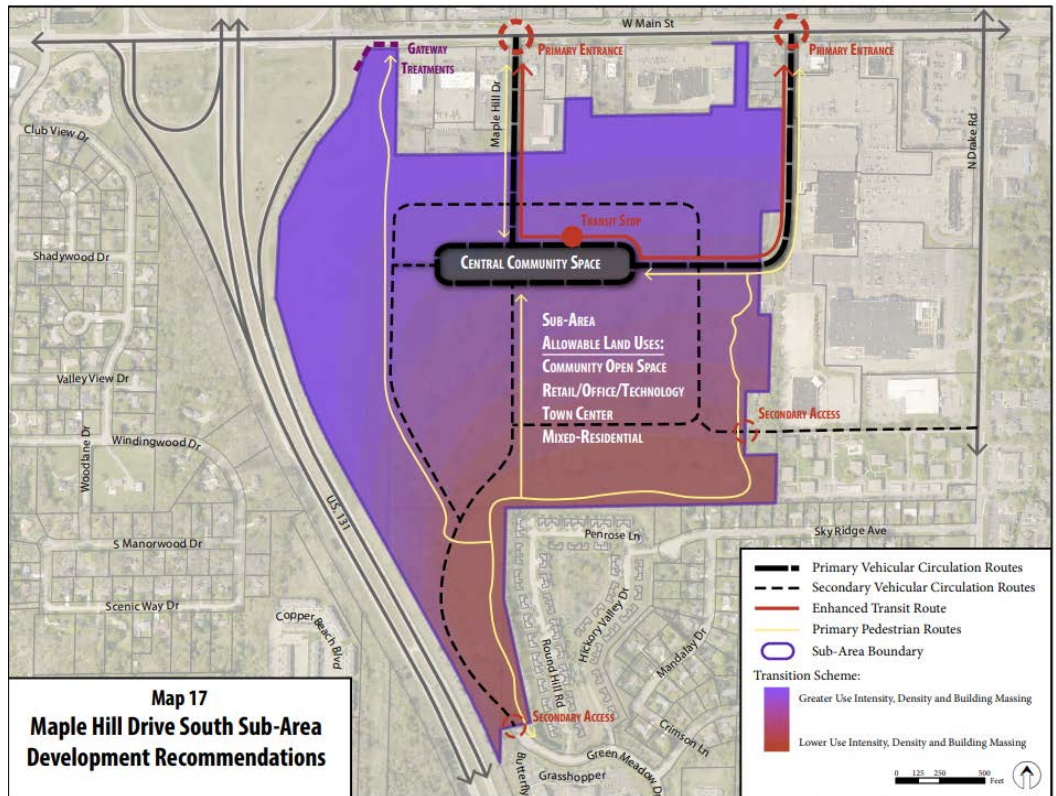 W Main St
Gateway
Treatments
Primary Entrance
Primary Entrance
Maple Hill Dr
N Drake Rd
Club View Dr
Transit Stop
Shadywood Dr
Central Community Space
Sub-Area
Allowable Land Uses:
Community Open Space
Retail/Office/Technology
Town Center
Mixed-Residential
Valley View Dr
Secondary Access
Woodlane Dr
Windingwood Dr
U.S. 131
S Manorwood Dr
Penrose Ln
Sky Ridge Ave
Scenic Way Dr
Copper Beach Blvd
Hickory Valley Dr
Round Hill Rd
Mandalay Dr
Crimson Ln
Secondary Access
Green Meadow Dr
Butterfly
Grasshopper
Primary Vehicular Circulation Routes
Secondary Vehicular Circulation Routes
Enhanced Transit Route
Primary Pedestrian Routes
Sub-Area Boundary
Transition Scheme:
Greater Use Intensity, Density and Building Massing
Lower Use Intensity, Density and Building Massing
0 125 250 500
Feet
Map 17
Maple Hill Drive South Sub-Area
Development Recommendations